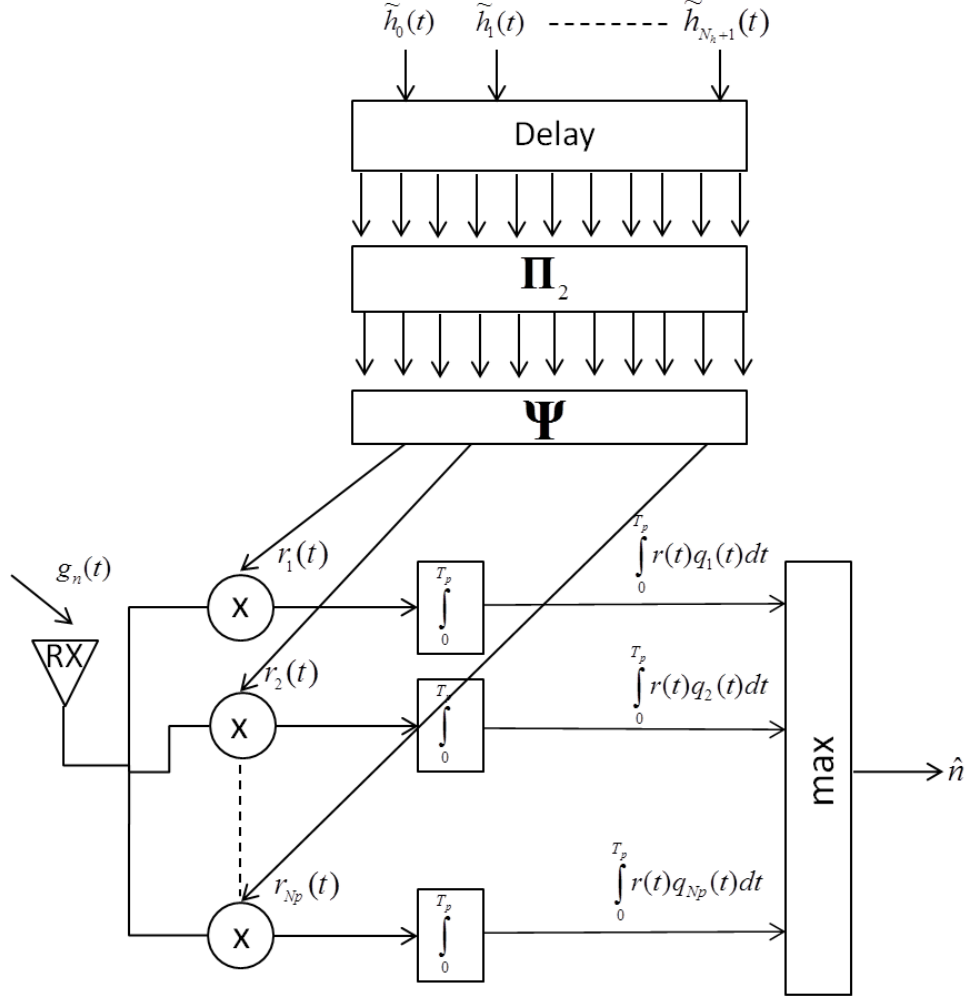 h̃₀(t) h̃₁(t) -------- h̃_{N_h+1}(t)
Delay
Π₂
Ψ
g_n(t)
RX
r₁(t)
X
∫₀^{T_p}
∫₀^{T_p} r(t)q₁(t)dt
r₂(t)
X
∫₀^{T_p}
∫₀^{T_p} r(t)q₂(t)dt
max
n̂
r_{Np}(t)
X
∫₀^{T_p}
∫₀^{T_p} r(t)q_{Np}(t)dt